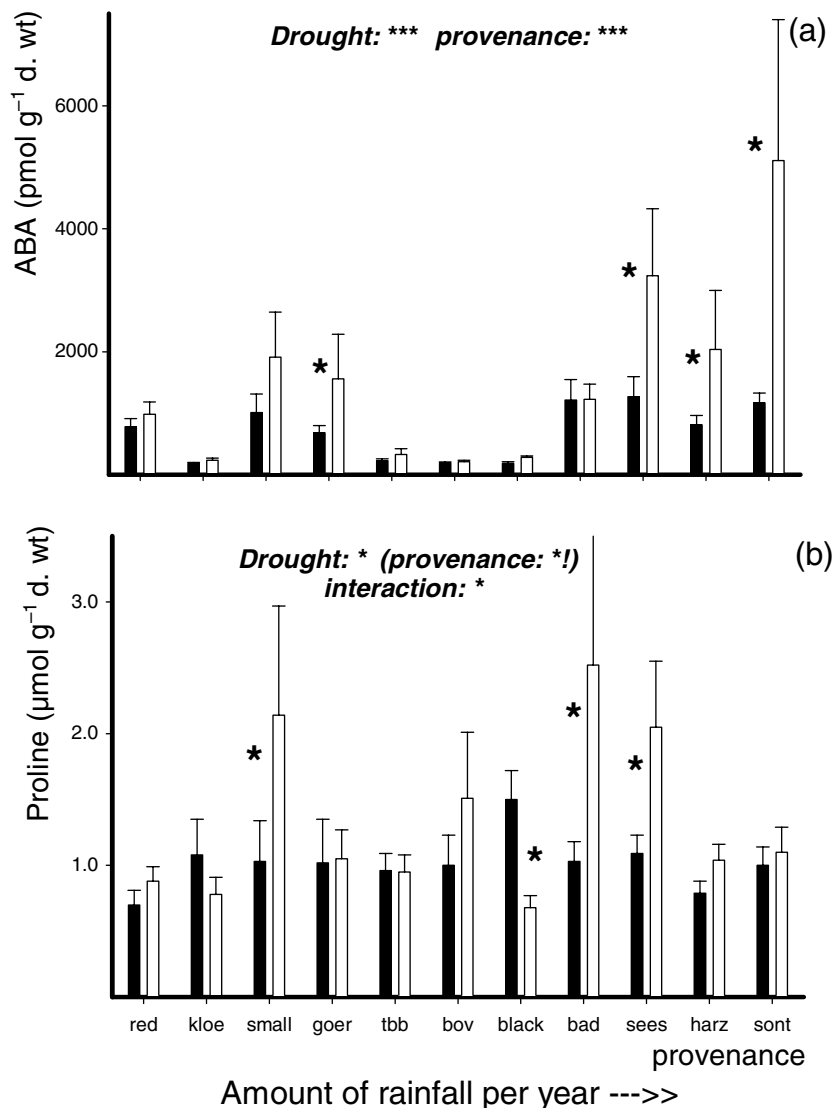 Drought: *** provenance: ***
(a)
ABA (pmol g⁻¹ d. wt)
6000
4000
2000
*
*
*
*
Drought: * (provenance: *!)
interaction: *
(b)
Proline (µmol g⁻¹ d. wt)
3.0
2.0
1.0
*
*
*
*
red kloe small goer tbb bov black bad sees harz sont
provenance
Amount of rainfall per year --->>